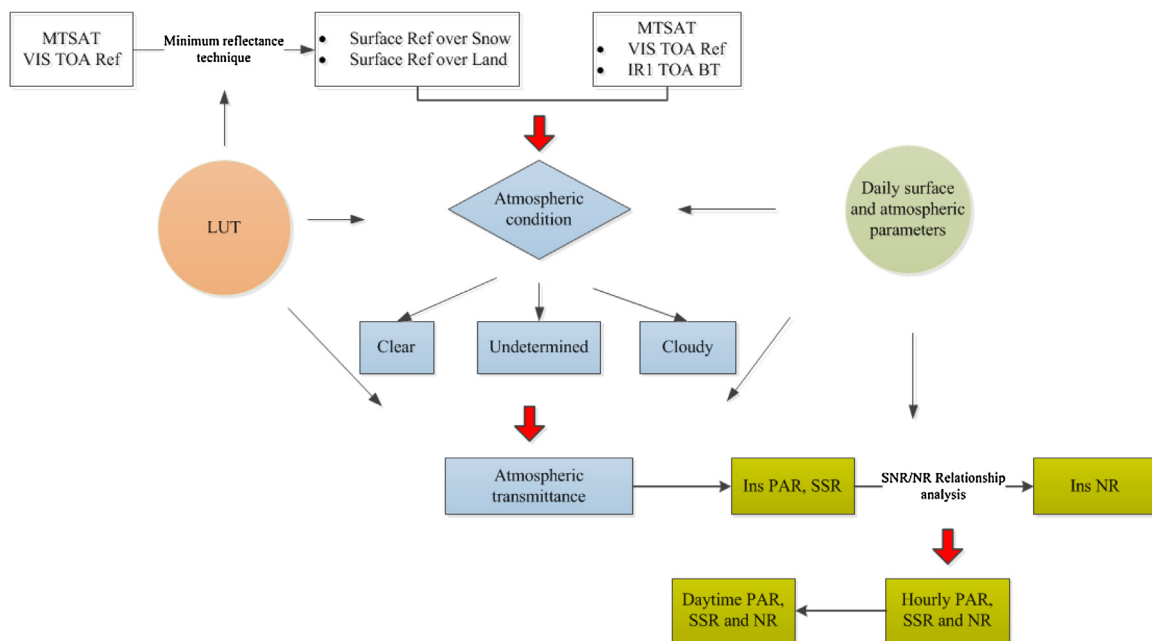 MTSAT
VIS TOA Ref
Minimum reflectance
technique
• Surface Ref over Snow
• Surface Ref over Land
MTSAT
• VIS TOA Ref
• IR1 TOA BT
LUT
Atmospheric
condition
Daily surface
and atmospheric
parameters
Clear
Undetermined
Cloudy
Atmospheric
transmittance
Ins PAR, SSR
SNR/NR Relationship
analysis
Ins NR
Daytime PAR,
SSR and NR
Hourly PAR,
SSR and NR